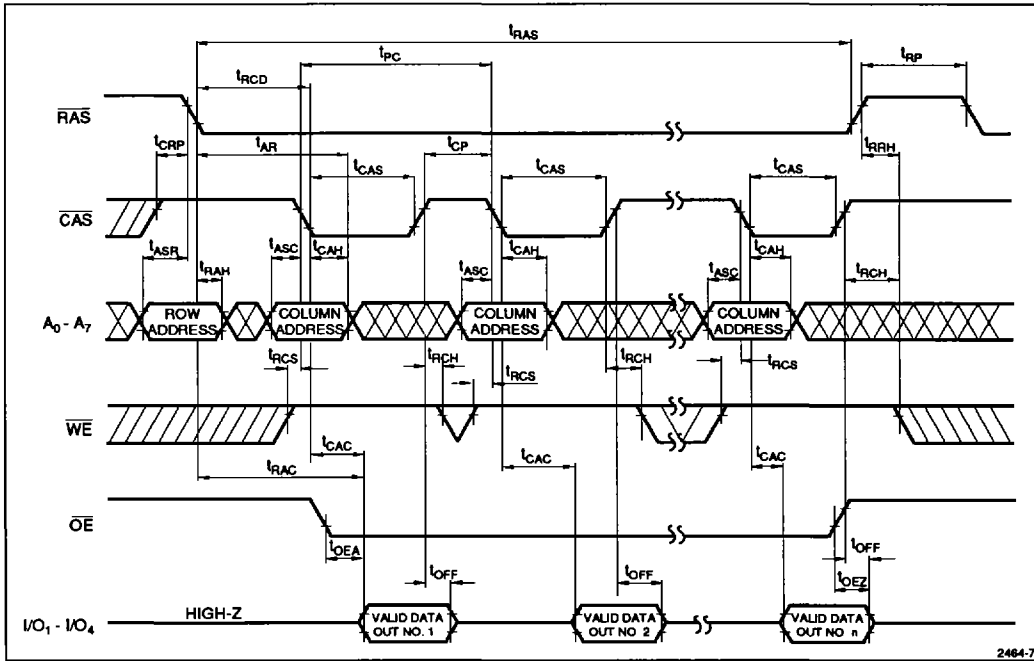 tRAS
tPC
tRP
tRCD
RAS
tCRP
tAR
tCP
tRRH
tCAS
tCAS
tCAS
CAS
tASR
tRAH
tASC
tCAH
tASC
tCAH
tASC
tCAH
tRCH
A0 - A7
ROW ADDRESS
COLUMN ADDRESS
COLUMN ADDRESS
COLUMN ADDRESS
tRCS
tRCH
tRCS
tRCH
tRCS
WE
tCAC
tCAC
tCAC
tRAC
OE
tOEA
tOFF
tOFF
tOFF
tOEZ
I/O1 - I/O4
HIGH-Z
VALID DATA OUT NO. 1
VALID DATA OUT NO 2
VALID DATA OUT NO n
2464-7